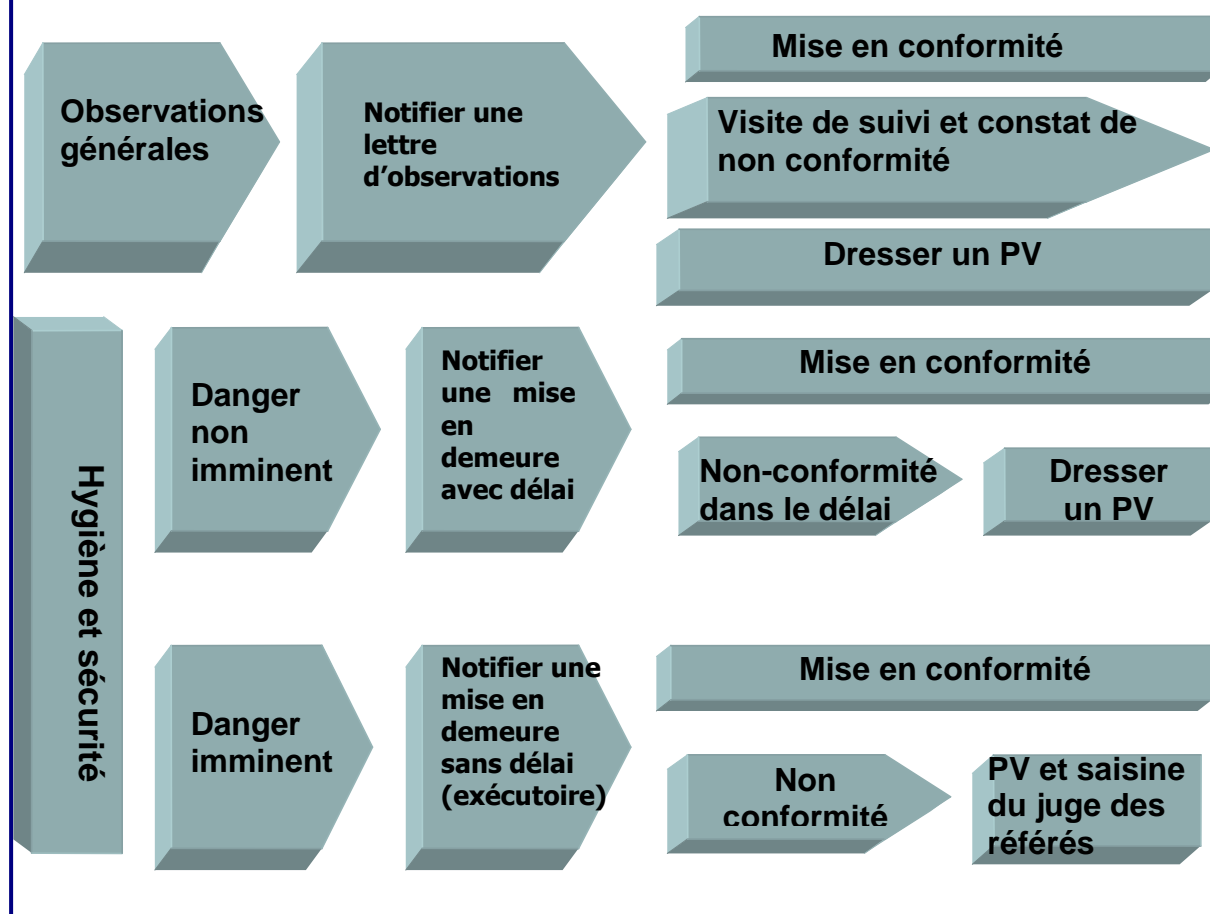 Observations
générales
Notifier une
lettre
d’observations
Mise en conformité
Visite de suivi et constat de
non conformité
Dresser un PV
Hygiène et sécurité
Danger
non
imminent
Notifier
une mise
en
demeure
avec délai
Mise en conformité
Non-conformité
dans le délai
Dresser
un PV
Danger
imminent
Notifier une
mise en
demeure
sans délai
(exécutoire)
Mise en conformité
Non
conformité
PV et saisine
du juge des
référés